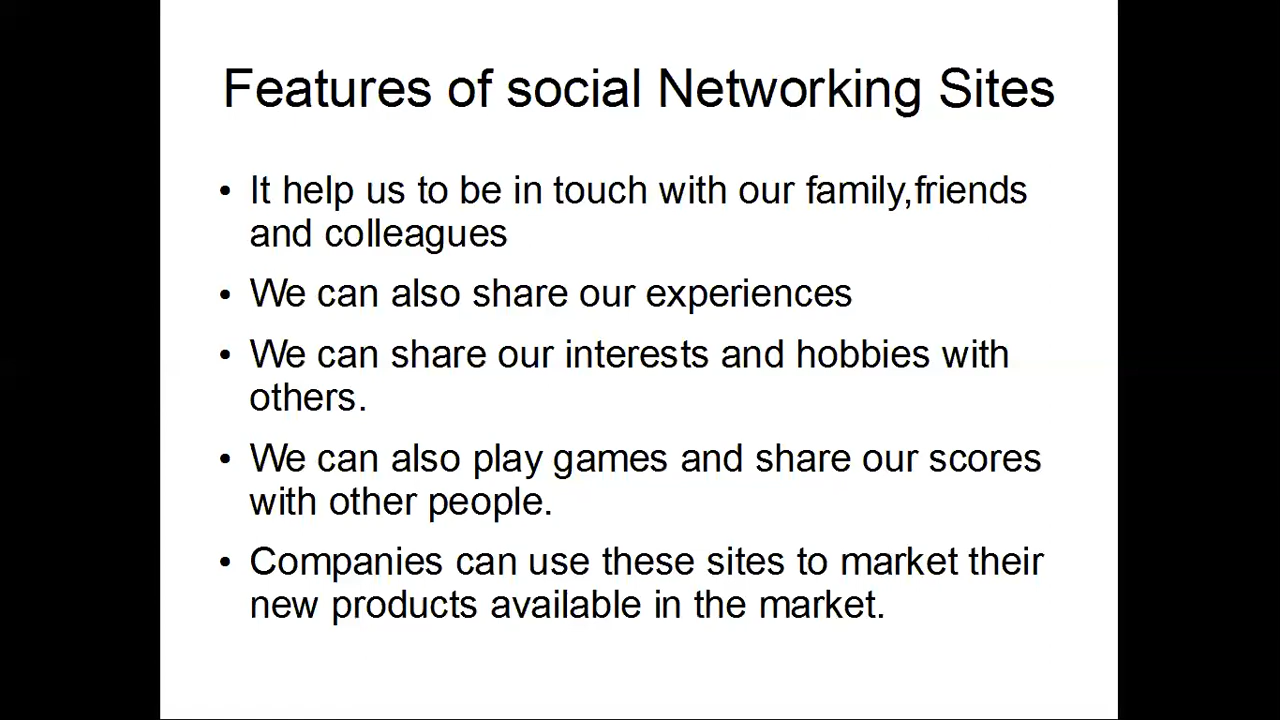 Features of social Networking Sites
• It help us to be in touch with our family,friends
and colleagues
• We can also share our experiences
• We can share our interests and hobbies with
others.
• We can also play games and share our scores
with other people.
• Companies can use these sites to market their
new products available in the market.